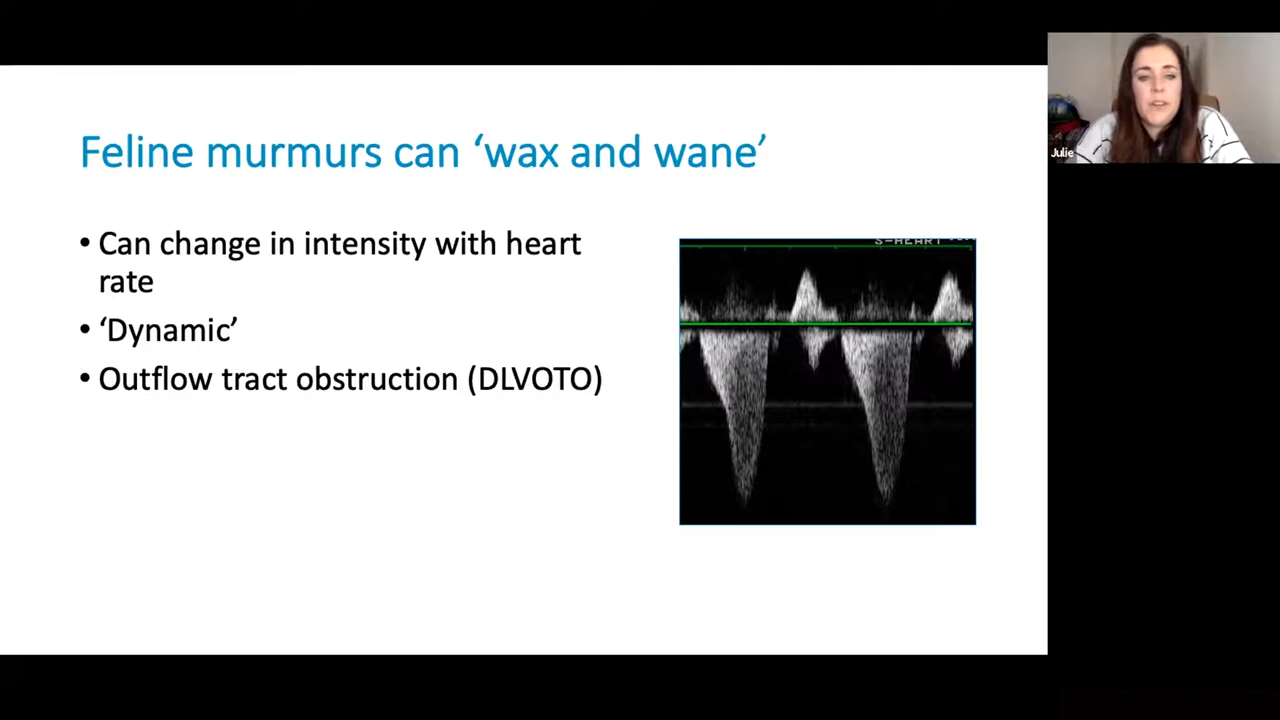 Feline murmurs can ‘wax and wane’
• Can change in intensity with heart
rate
• ‘Dynamic’
• Outflow tract obstruction (DLVOTO)
S-HEART
Julie